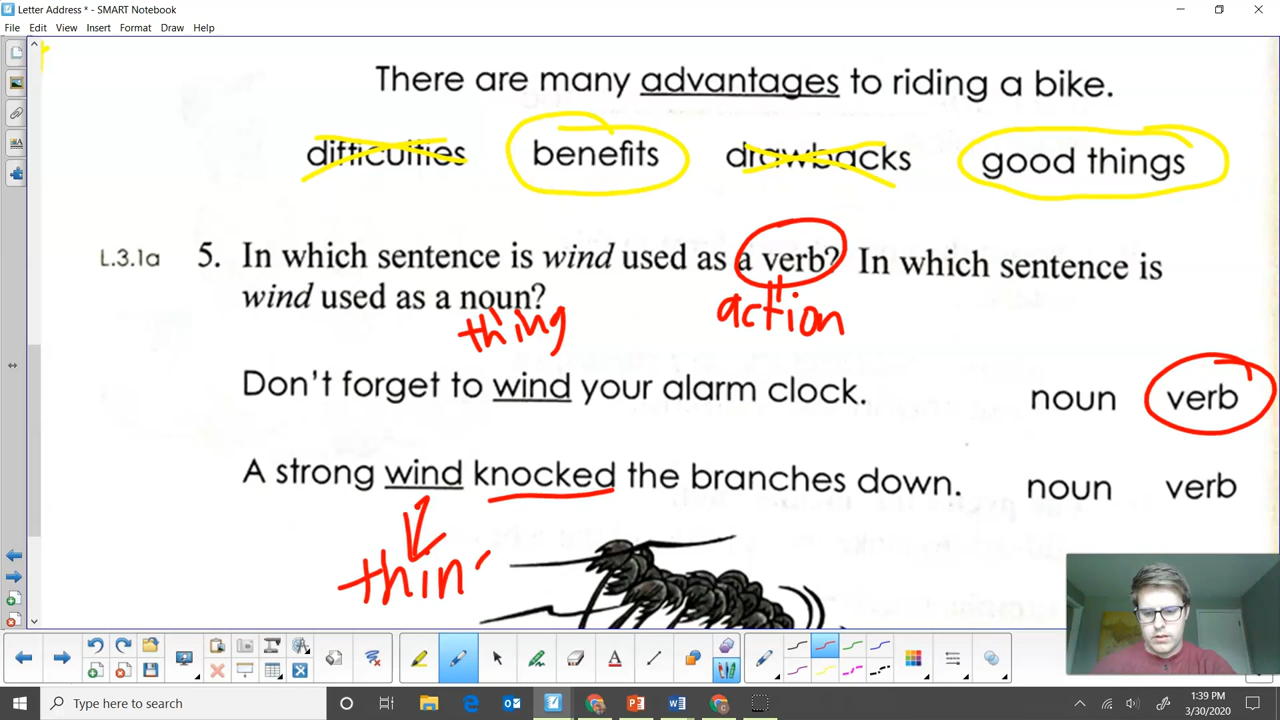 Letter Address * - SMART Notebook
File Edit View Insert Format Draw Help
There are many advantages to riding a bike.
difficulties benefits drawbacks good things
L.3.1a 5. In which sentence is wind used as a verb? In which sentence is
wind used as a noun?
thing action
Don't forget to wind your alarm clock. noun verb
A strong wind knocked the branches down. noun verb
thin
Type here to search
1:39 PM
3/30/2020